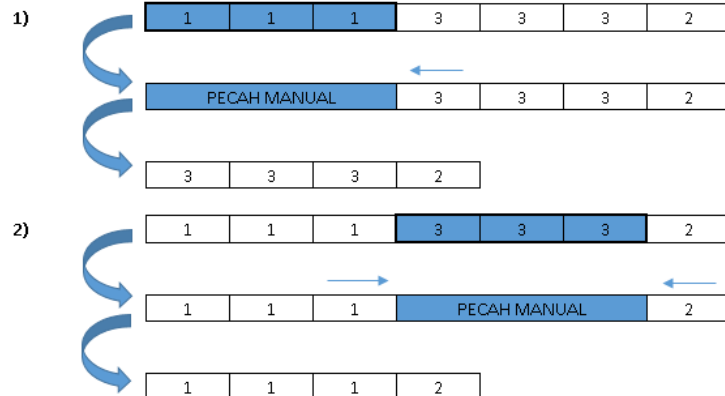 1) 1 1 1 3 3 3 2
PECAH MANUAL 3 3 3 2
3 3 3 2
2) 1 1 1 3 3 3 2
1 1 1 PECAH MANUAL 2
1 1 1 2